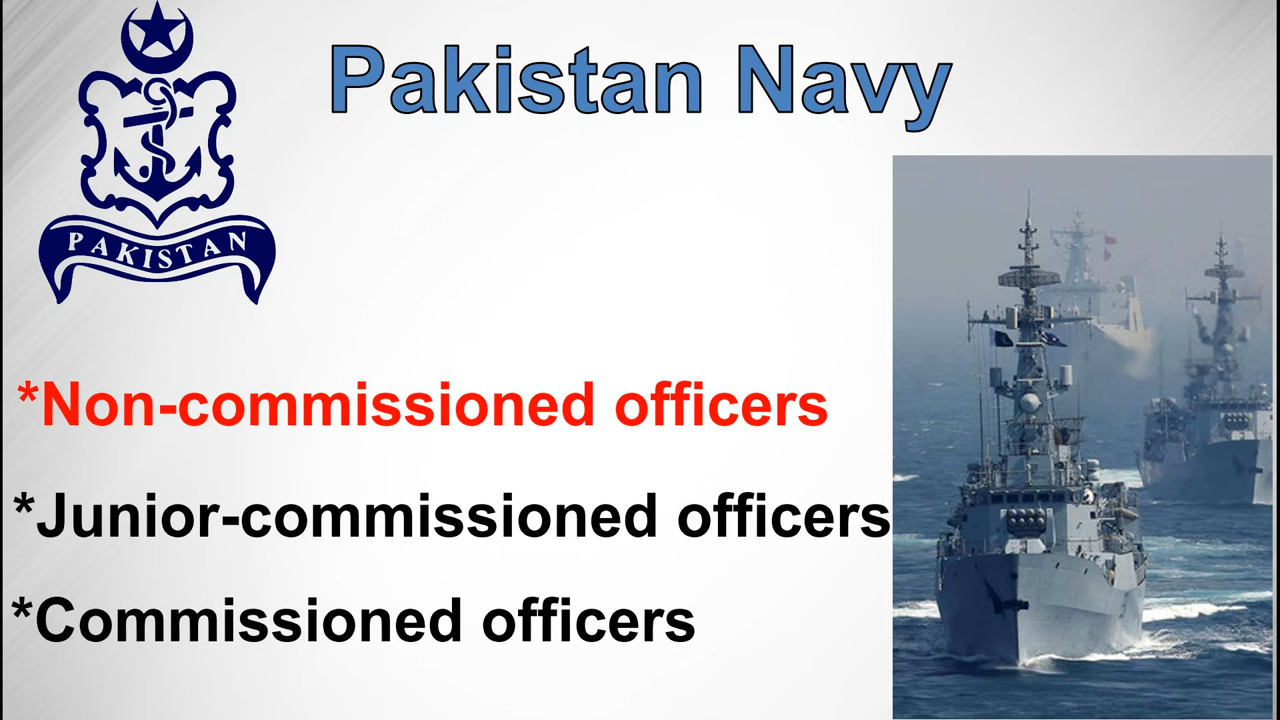 Pakistan Navy
PAKISTAN
*Non-commissioned officers
*Junior-commissioned officers
*Commissioned officers